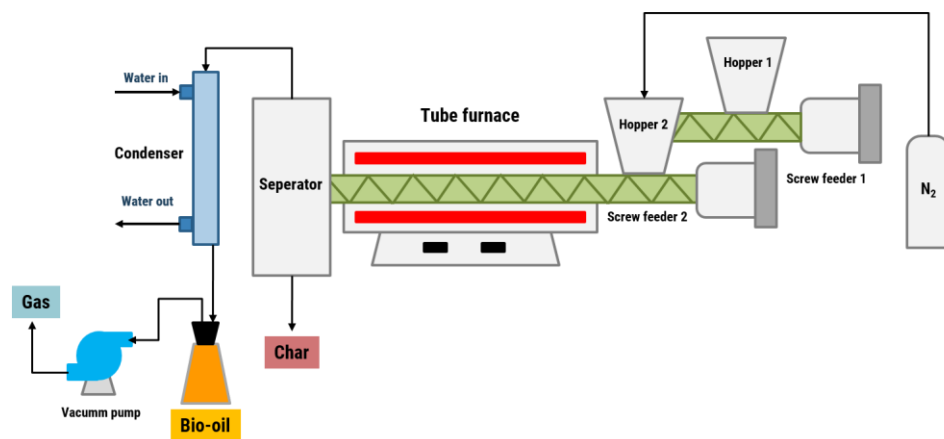 Hopper 1
Water in
Tube furnace
Hopper 2
Condenser
Seperator
Screw feeder 1
N2
Water out
Screw feeder 2
Gas
Char
Vacumm pump
Bio-oil